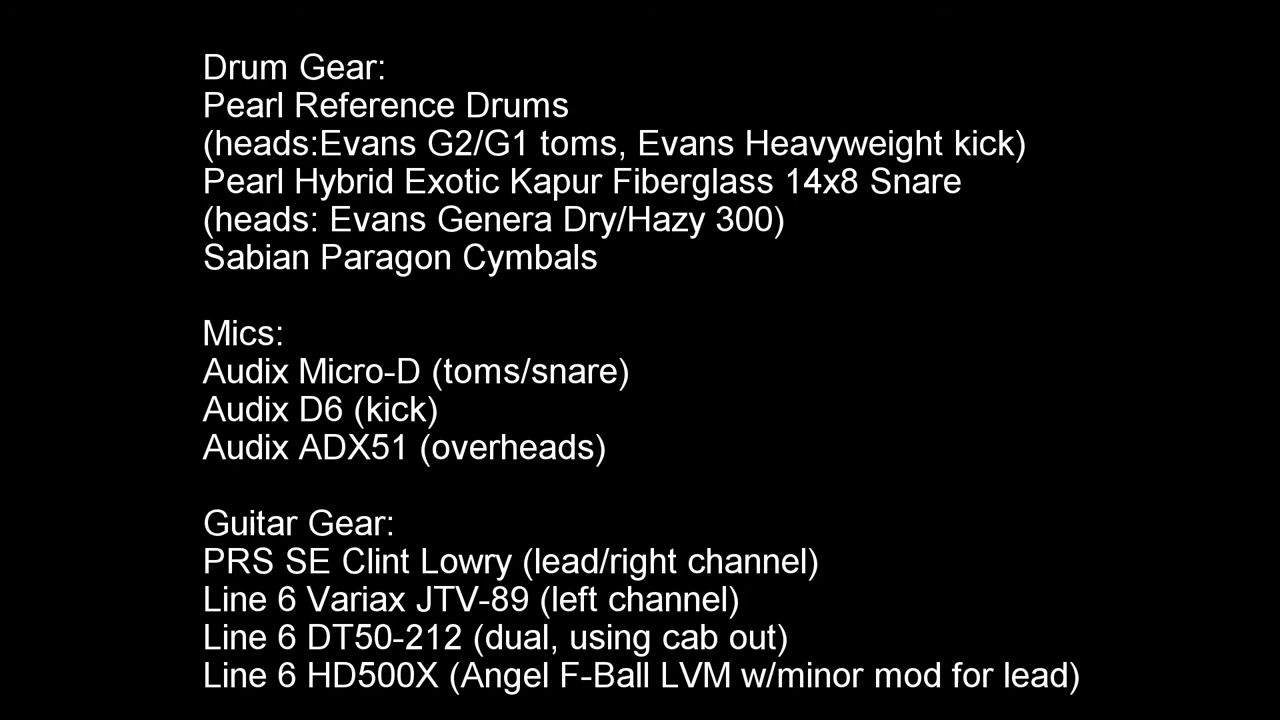 Drum Gear:
Pearl Reference Drums
(heads:Evans G2/G1 toms, Evans Heavyweight kick)
Pearl Hybrid Exotic Kapur Fiberglass 14x8 Snare
(heads: Evans Genera Dry/Hazy 300)
Sabian Paragon Cymbals
Mics:
Audix Micro-D (toms/snare)
Audix D6 (kick)
Audix ADX51 (overheads)
Guitar Gear:
PRS SE Clint Lowry (lead/right channel)
Line 6 Variax JTV-89 (left channel)
Line 6 DT50-212 (dual, using cab out)
Line 6 HD500X (Angel F-Ball LVM w/minor mod for lead)